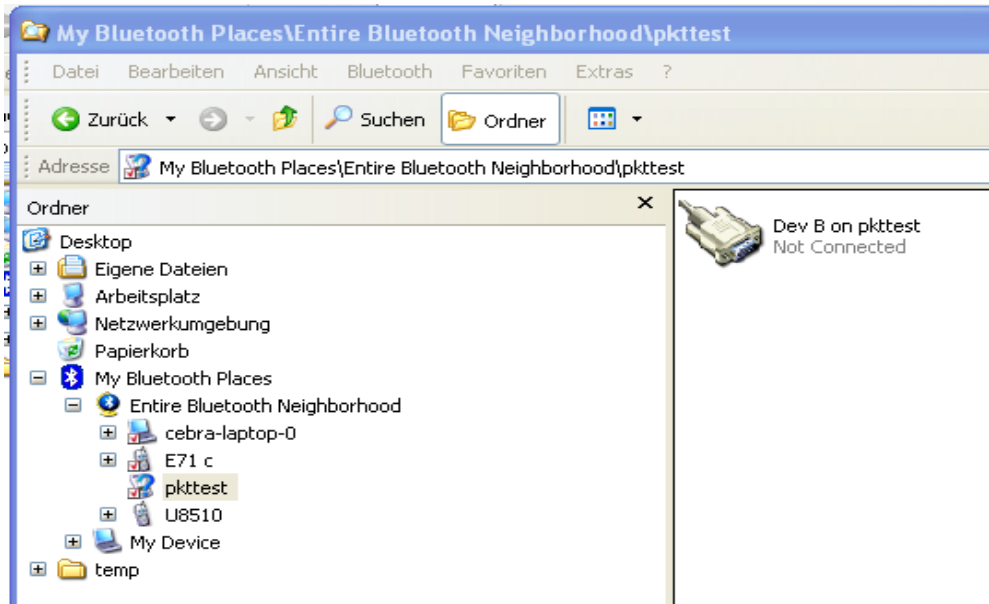 My Bluetooth Places\Entire Bluetooth Neighborhood\pkttest
Datei Bearbeiten Ansicht Bluetooth Favoriten Extras ?
Zurück Suchen Ordner
Adresse My Bluetooth Places\Entire Bluetooth Neighborhood\pkttest
Ordner
Desktop
Eigene Dateien
Arbeitsplatz
Netzwerkumgebung
Papierkorb
My Bluetooth Places
Entire Bluetooth Neighborhood
cebra-laptop-0
E71 c
pkttest
U8510
My Device
temp
Dev B on pkttest
Not Connected